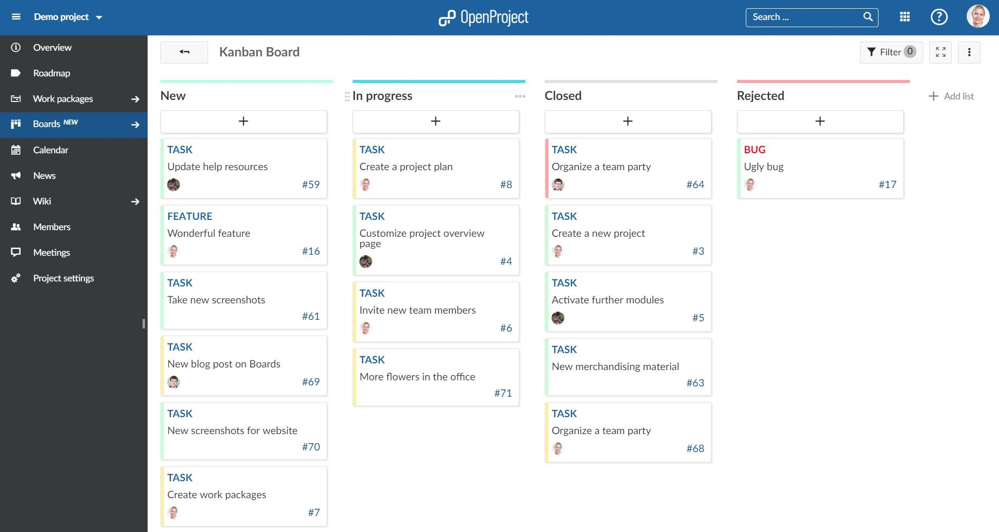 Demo project
OpenProject
Search ...
?
Overview
Roadmap
Work packages
Boards NEW
Calendar
News
Wiki
Members
Meetings
Project settings
Kanban Board
Filter 0
New
TASK
Update help resources
#59
FEATURE
Wonderful feature
#16
TASK
Take new screenshots
#61
TASK
New blog post on Boards
#69
TASK
New screenshots for website
#70
TASK
Create work packages
#7
In progress
TASK
Create a project plan
#8
TASK
Customize project overview
page
#4
TASK
Invite new team members
#6
TASK
More flowers in the office
#71
Closed
TASK
Organize a team party
#64
TASK
Create a new project
#3
TASK
Activate further modules
#5
TASK
New merchandising material
#63
TASK
Organize a team party
#68
Rejected
BUG
Ugly bug
#17
+ Add list